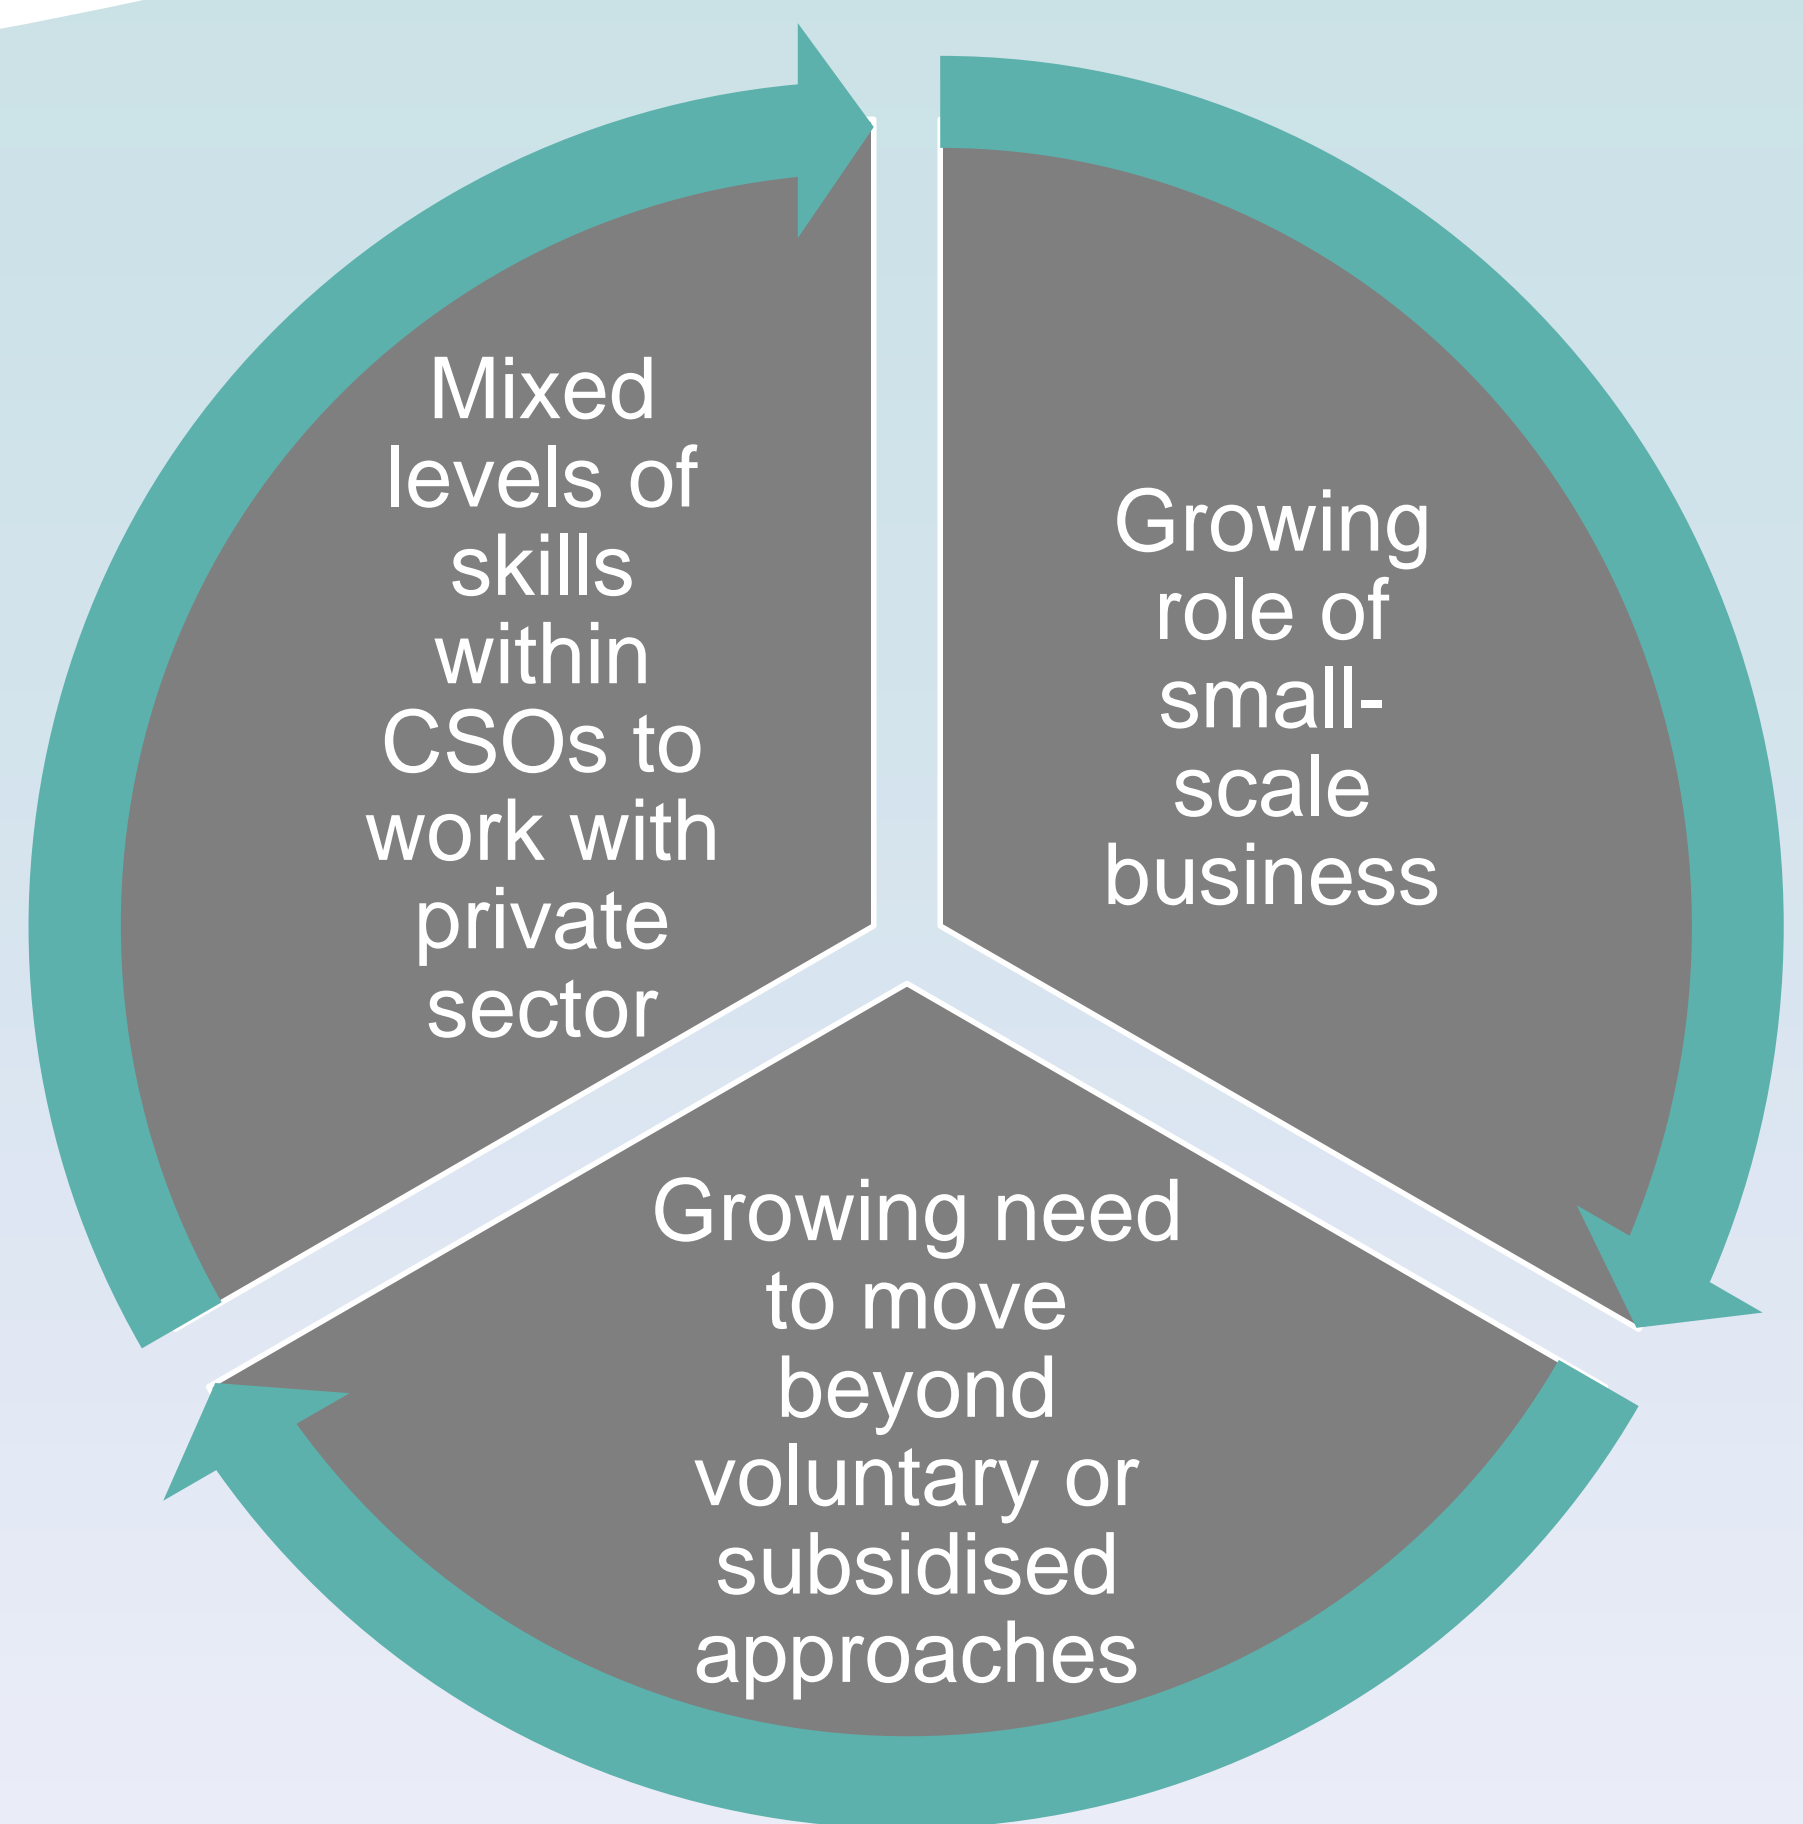 Mixed
levels of
skills
within
CSOs to
work with
private
sector
Growing
role of
small-
scale
business
Growing need
to move
beyond
voluntary or
subsidised
approaches